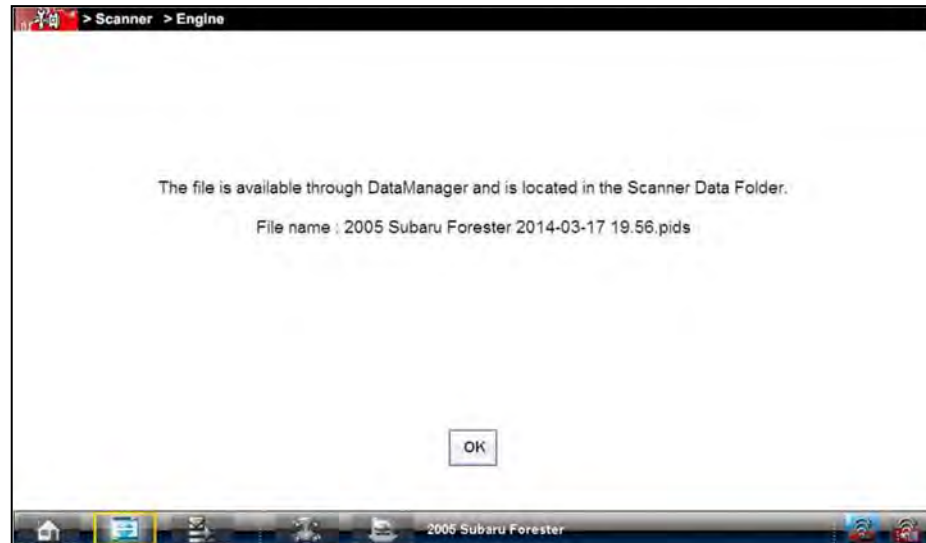 > Scanner > Engine
The file is available through DataManager and is located in the Scanner Data Folder.
File name : 2005 Subaru Forester 2014-03-17 19.56.pids
OK
2005 Subaru Forester